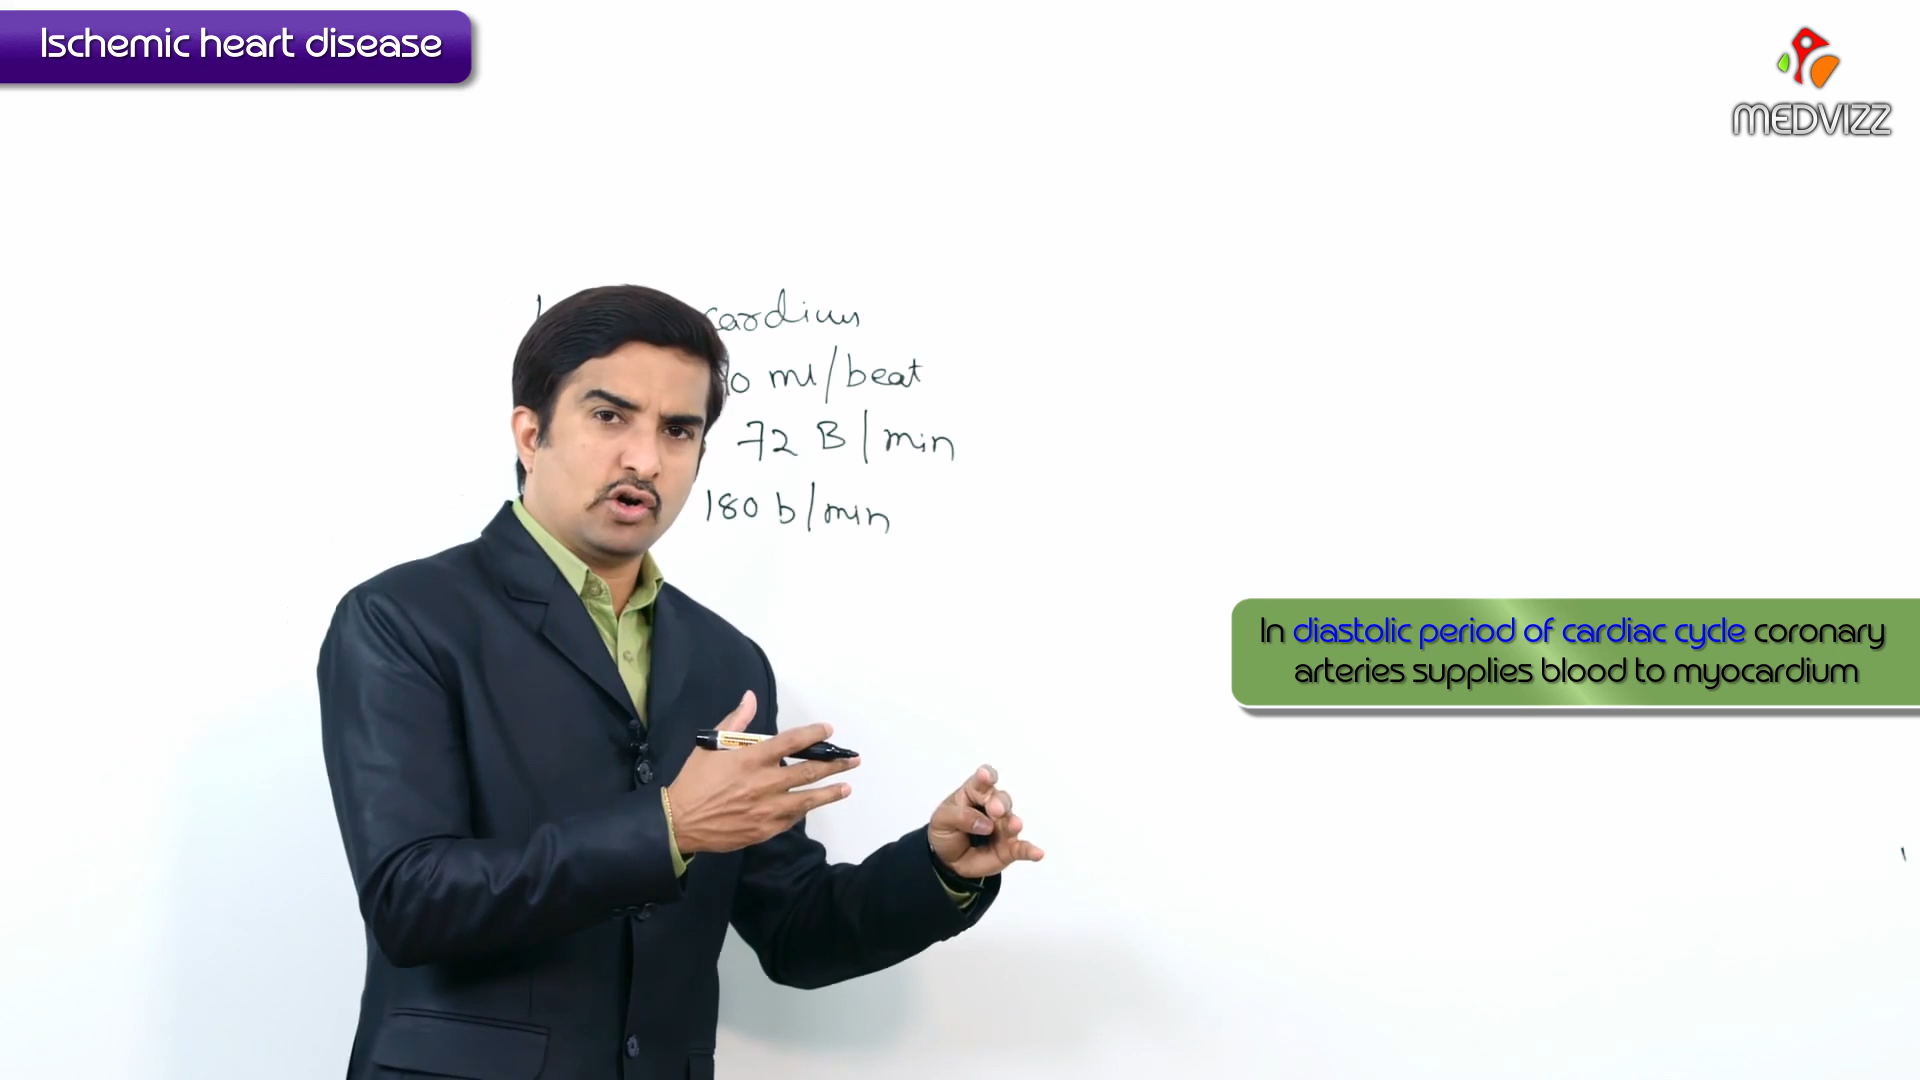 Ischemic heart disease
MEDVIZZ
ml/beat
72 B/min
180 b/min
In diastolic period of cardiac cycle coronary
arteries supplies blood to myocardium